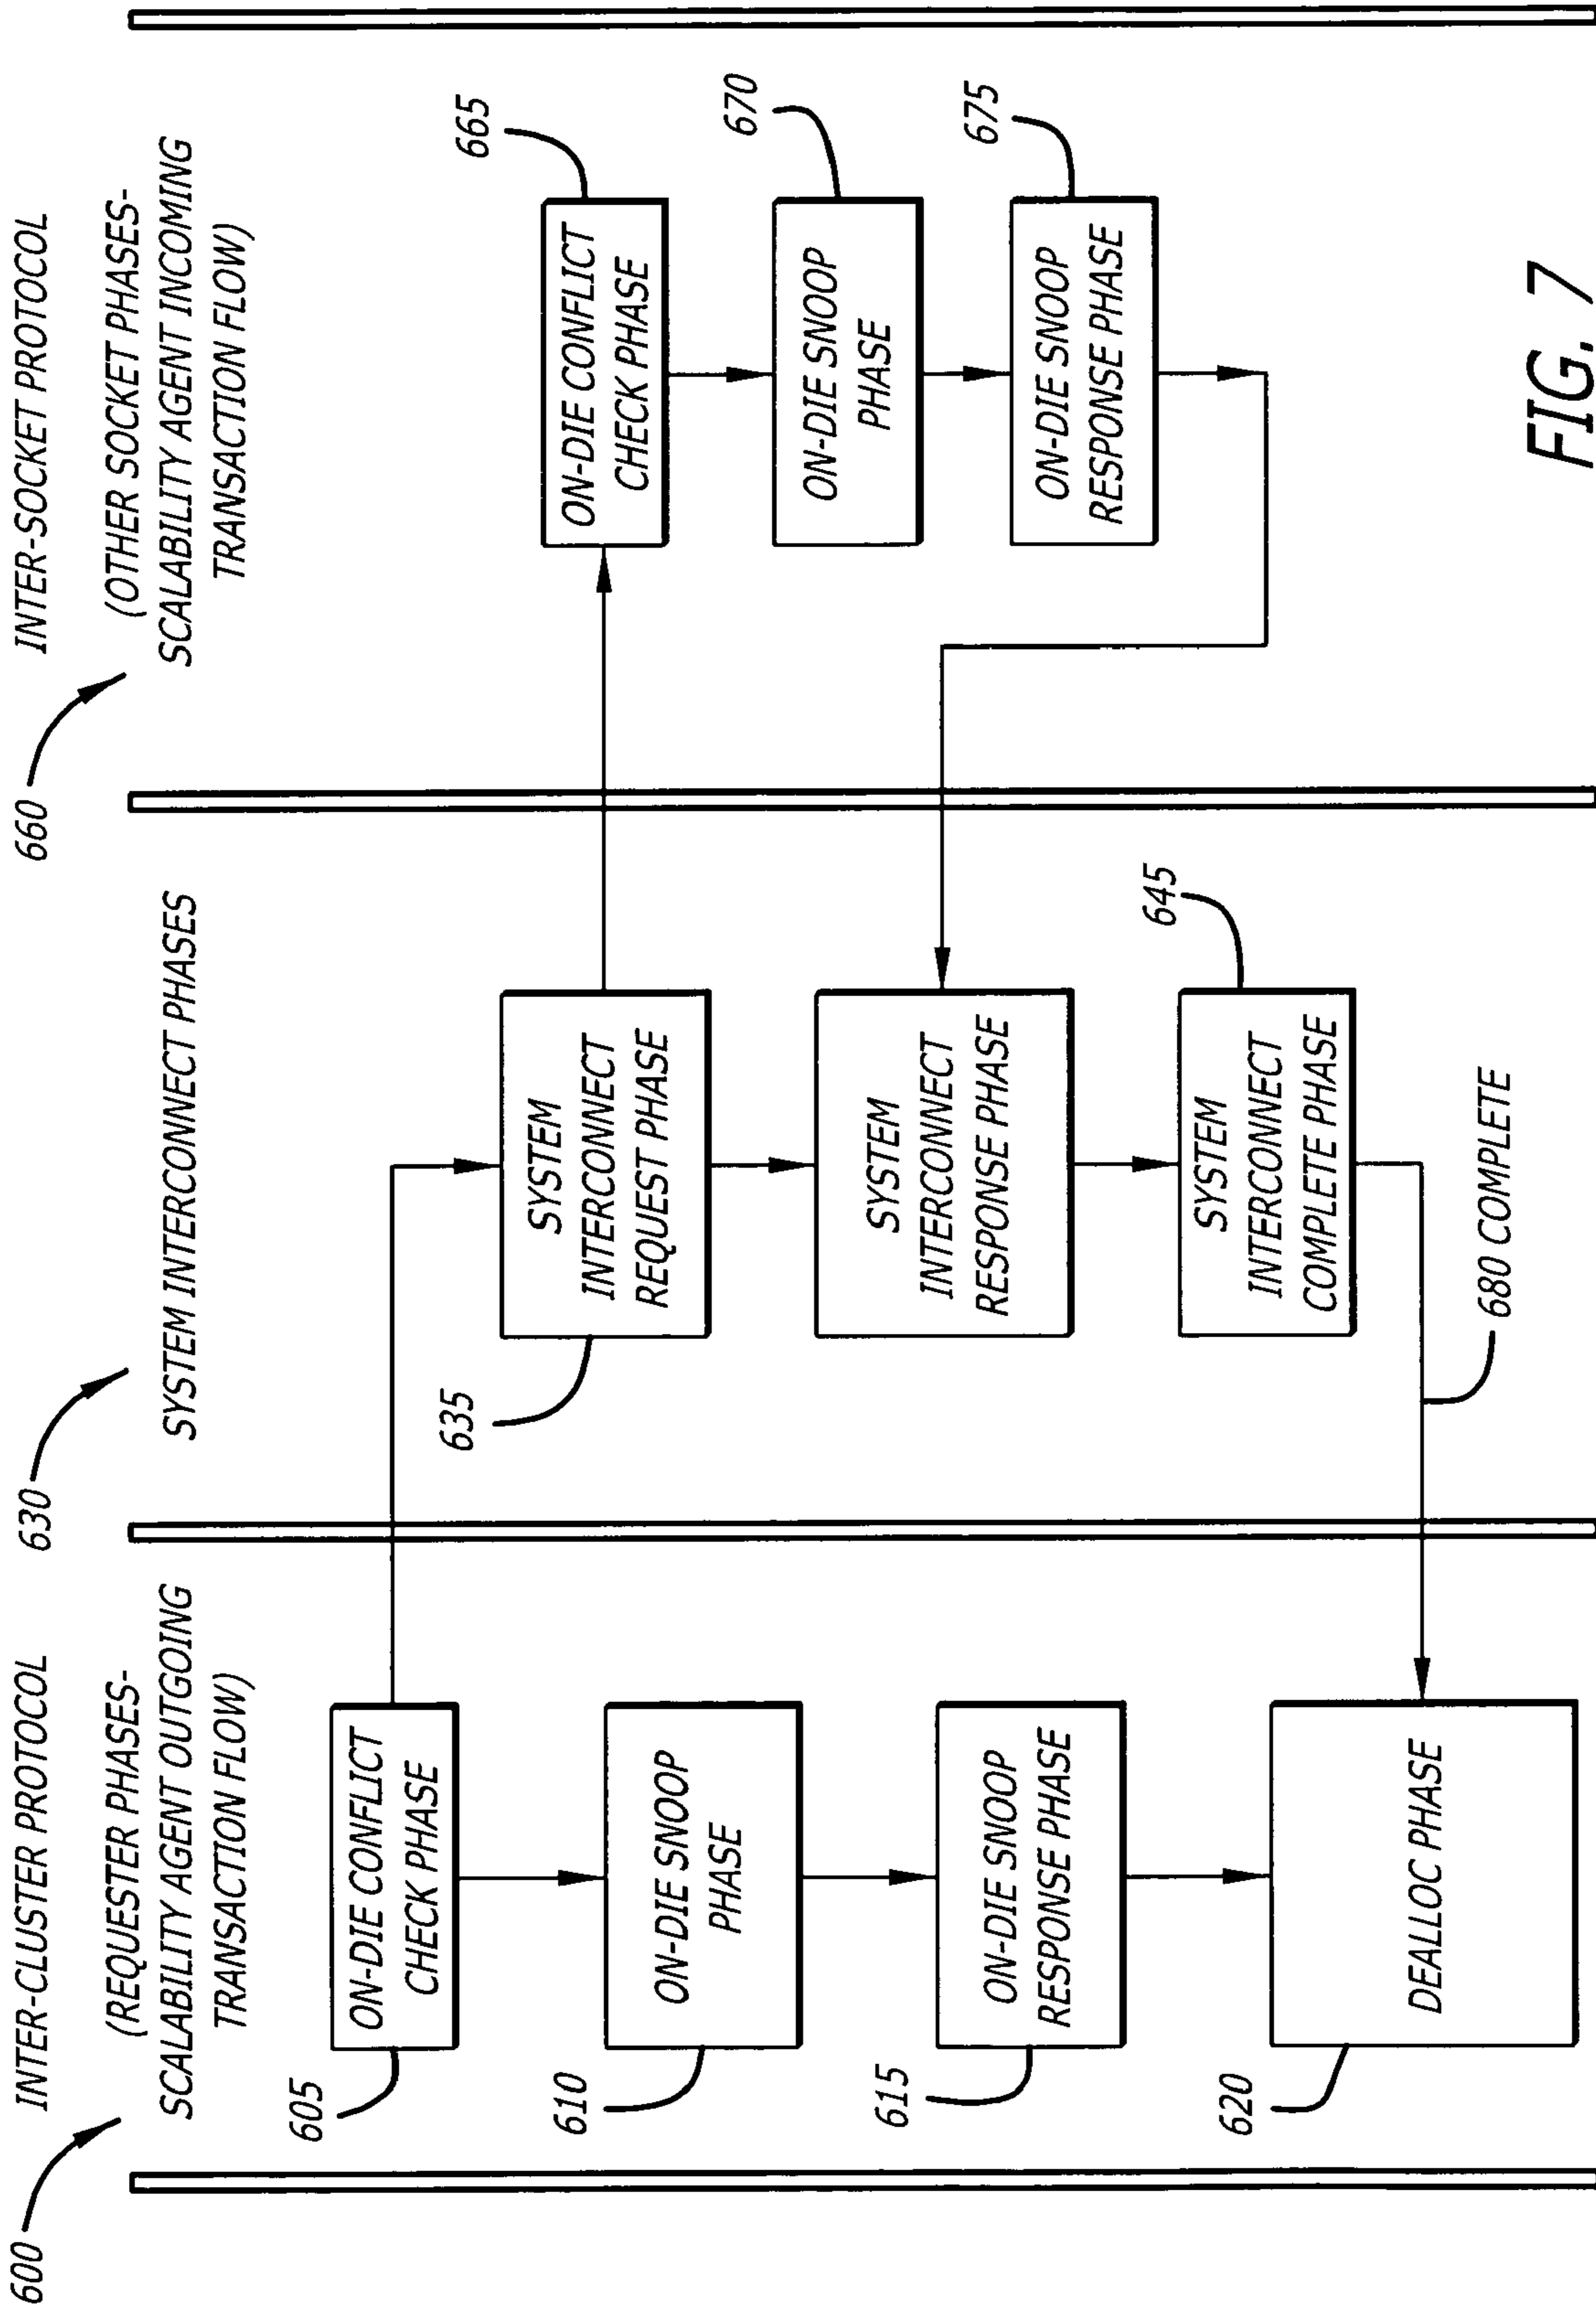 600
INTER-CLUSTER PROTOCOL
(REQUESTER PHASES-
SCALABILITY AGENT OUTGOING
TRANSACTION FLOW)
605
ON-DIE CONFLICT
CHECK PHASE
610
ON-DIE SNOOP
PHASE
615
ON-DIE SNOOP
RESPONSE PHASE
620
DEALLOC PHASE
630
SYSTEM INTERCONNECT PHASES
635
SYSTEM
INTERCONNECT
REQUEST PHASE
SYSTEM
INTERCONNECT
RESPONSE PHASE
645
SYSTEM
INTERCONNECT
COMPLETE PHASE
680 COMPLETE
660
INTER-SOCKET PROTOCOL
(OTHER SOCKET PHASES-
SCALABILITY AGENT INCOMING
TRANSACTION FLOW)
665
ON-DIE CONFLICT
CHECK PHASE
670
ON-DIE SNOOP
PHASE
675
ON-DIE SNOOP
RESPONSE PHASE
FIG. 7